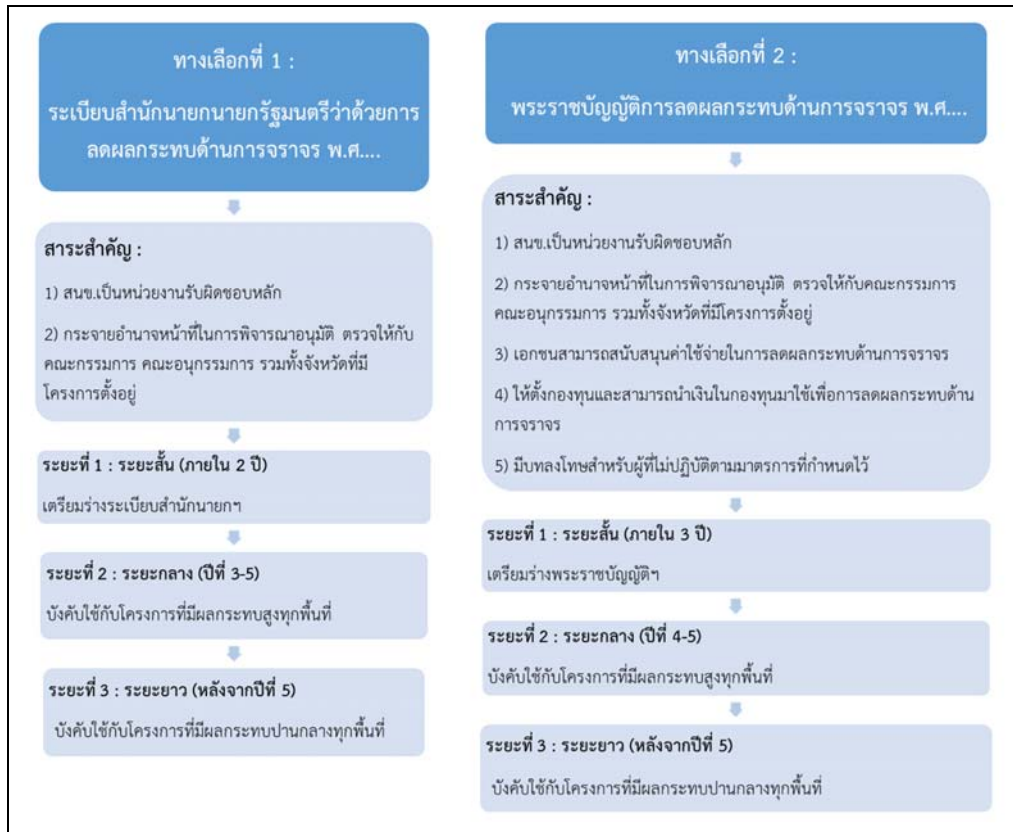 ทางเลือกที่ 1 :
ระเบียบสำนักนายกนายกรัฐมนตรีว่าด้วยการ
ลดผลกระทบด้านการจราจร พ.ศ....
สาระสำคัญ :
1) สนข.เป็นหน่วยงานรับผิดชอบหลัก
2) กระจายอำนาจหน้าที่ในการพิจารณาอนุมัติ ตรวจให้กับ
คณะกรรมการ คณะอนุกรรมการ รวมทั้งจังหวัดที่มี
โครงการตั้งอยู่
ระยะที่ 1 : ระยะสั้น (ภายใน 2 ปี)
เตรียมร่างระเบียบสำนักนายกฯ
ระยะที่ 2 : ระยะกลาง (ปีที่ 3-5)
บังคับใช้กับโครงการที่มีผลกระทบสูงทุกพื้นที่
ระยะที่ 3 : ระยะยาว (หลังจากปีที่ 5)
บังคับใช้กับโครงการที่มีผลกระทบปานกลางทุกพื้นที่
ทางเลือกที่ 2 :
พระราชบัญญัติการลดผลกระทบด้านการจราจร พ.ศ....
สาระสำคัญ :
1) สนข.เป็นหน่วยงานรับผิดชอบหลัก
2) กระจายอำนาจหน้าที่ในการพิจารณาอนุมัติ ตรวจให้กับคณะกรรมการ
คณะอนุกรรมการ รวมทั้งจังหวัดที่มีโครงการตั้งอยู่
3) เอกชนสามารถสนับสนุนค่าใช้จ่ายในการลดผลกระทบด้านการจราจร
4) ให้ตั้งกองทุนและสามารถนำเงินในกองทุนมาใช้เพื่อการลดผลกระทบด้าน
การจราจร
5) มีบทลงโทษสำหรับผู้ที่ไม่ปฏิบัติตามมาตรการที่กำหนดไว้
ระยะที่ 1 : ระยะสั้น (ภายใน 3 ปี)
เตรียมร่างพระราชบัญญัติฯ
ระยะที่ 2 : ระยะกลาง (ปีที่ 4-5)
บังคับใช้กับโครงการที่มีผลกระทบสูงทุกพื้นที่
ระยะที่ 3 : ระยะยาว (หลังจากปีที่ 5)
บังคับใช้กับโครงการที่มีผลกระทบปานกลางทุกพื้นที่